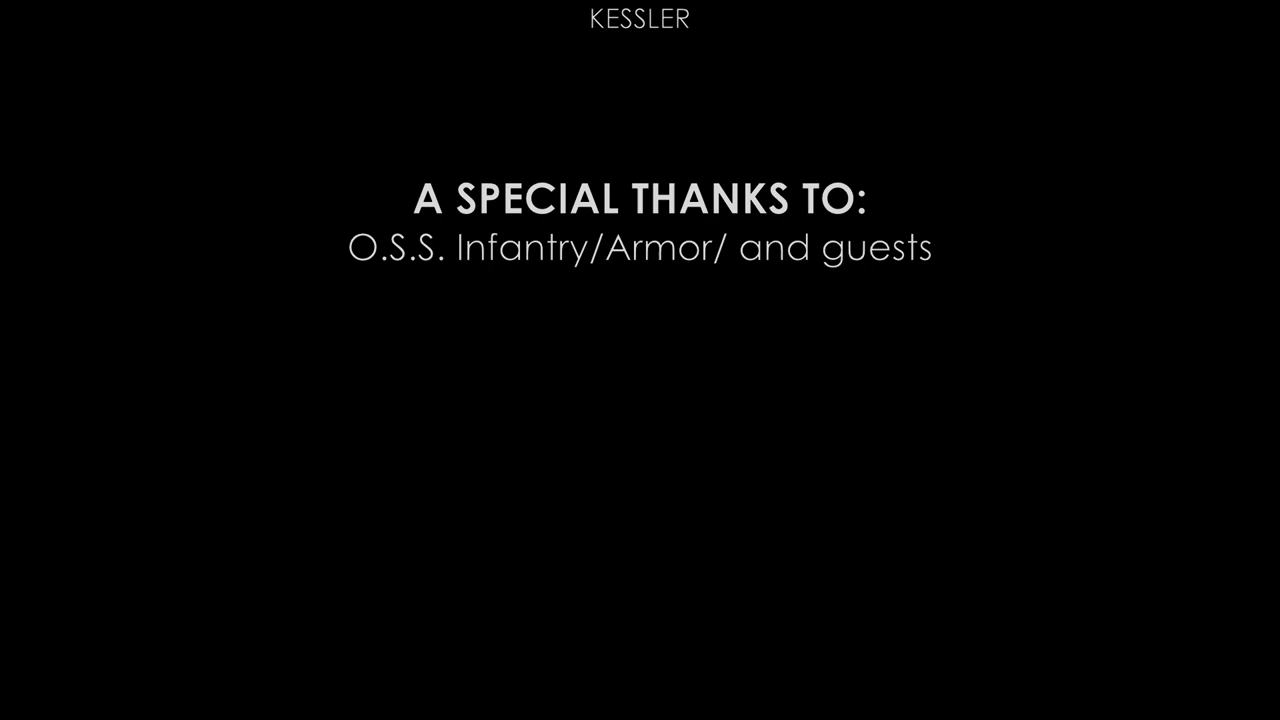 KESSLER
A SPECIAL THANKS TO:
O.S.S. Infantry/Armor/ and guests